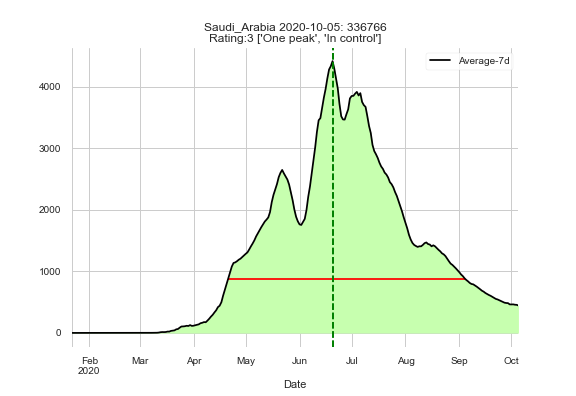 Saudi_Arabia 2020-10-05: 336766
Rating:3 ['One peak', 'In control']
Average-7d
4000
3000
2000
1000
0
Feb Mar Apr May Jun Jul Aug Sep Oct
2020
Date